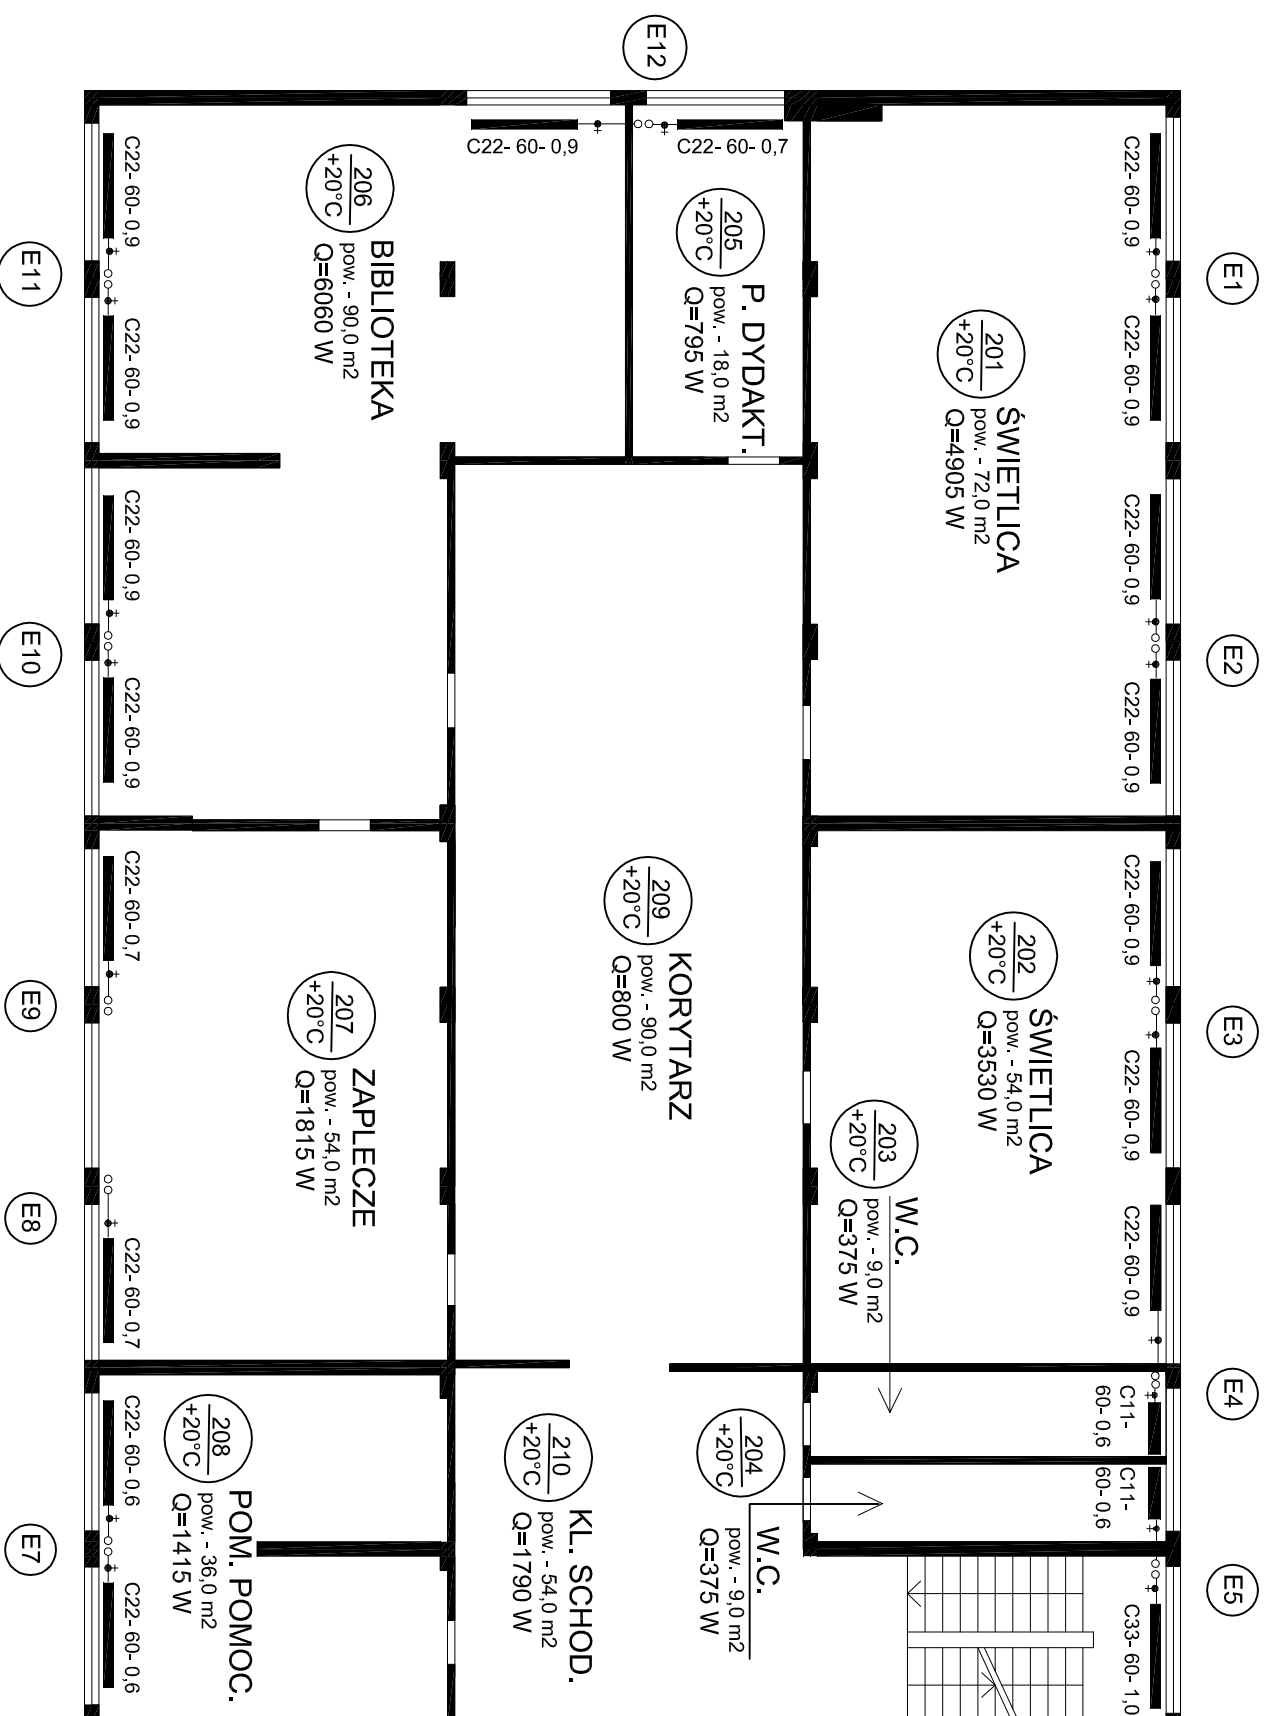 E12
E1
E2
E3
E4
E5
C22- 60- 0,9
C22- 60- 0,9
C22- 60- 0,9
C22- 60- 0,9
C22- 60- 0,9
C22- 60- 0,9
C22- 60- 0,9
C11-
60- 0,6
C11-
60- 0,6
C33- 60- 1,0
201
+20°C
ŚWIETLICA
pow. - 72,0 m2
Q=4905 W
202
+20°C
ŚWIETLICA
pow. - 54,0 m2
Q=3530 W
203
+20°C
W.C.
pow. - 9,0 m2
Q=375 W
204
+20°C
W.C.
pow. - 9,0 m2
Q=375 W
C22- 60- 0,7
205
+20°C
P. DYDAKT.
pow. - 18,0 m2
Q=795 W
209
+20°C
KORYTARZ
pow. - 90,0 m2
Q=800 W
210
+20°C
KL. SCHOD.
pow. - 54,0 m2
Q=1790 W
C22- 60- 0,9
206
+20°C
BIBLIOTEKA
pow. - 90,0 m2
Q=6060 W
207
+20°C
ZAPLECZE
pow. - 54,0 m2
Q=1815 W
208
+20°C
POM. POMOC.
pow. - 36,0 m2
Q=1415 W
C22- 60- 0,9
C22- 60- 0,9
C22- 60- 0,9
C22- 60- 0,9
C22- 60- 0,7
C22- 60- 0,7
C22- 60- 0,6
C22- 60- 0,6
E11
E10
E9
E8
E7